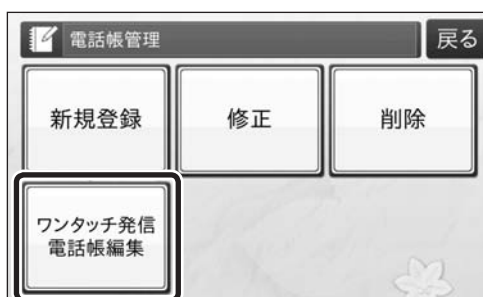 電話帳管理
戻る
新規登録
修正
削除
ワンタッチ発信
電話帳編集